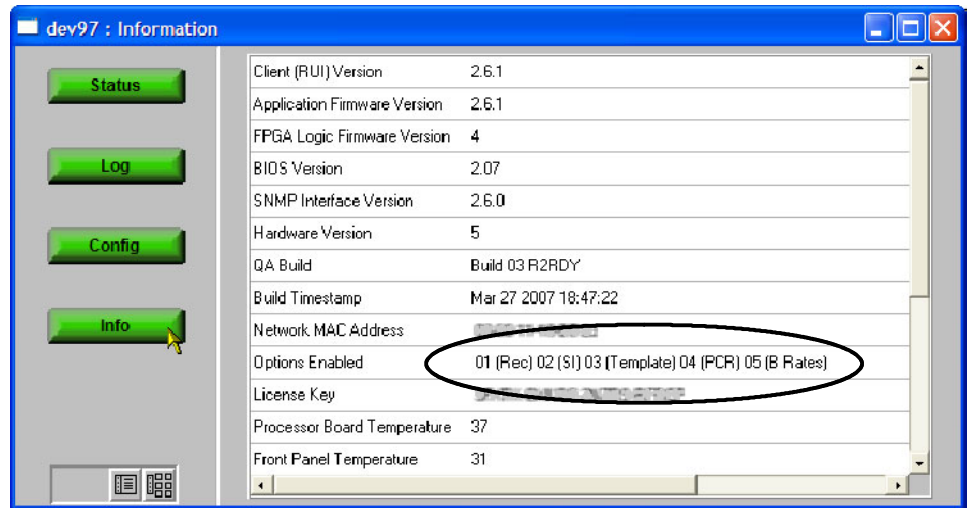 dev97 : Information
Status
Log
Config
Info
Client (RUI) Version 2.6.1
Application Firmware Version 2.6.1
FPGA Logic Firmware Version 4
BIOS Version 2.07
SNMP Interface Version 2.6.0
Hardware Version 5
QA Build Build 03 R2RDY
Build Timestamp Mar 27 2007 18:47:22
Network MAC Address
Options Enabled 01 (Rec) 02 (SI) 03 (Template) 04 (PCR) 05 (B Rates)
License Key
Processor Board Temperature 37
Front Panel Temperature 31